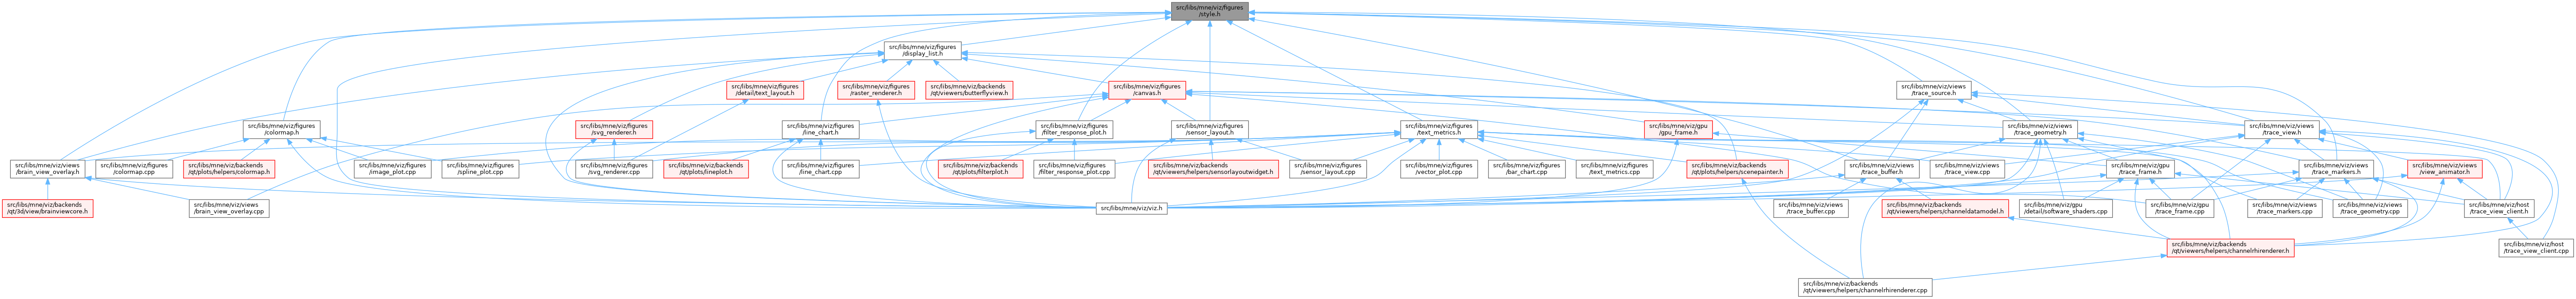 src/libs/mne/viz/figures
/style.h
src/libs/mne/viz/figures
/display_list.h
src/libs/mne/viz/figures
/detail/text_layout.h
src/libs/mne/viz/figures
/raster_renderer.h
src/libs/mne/viz/backends
/qt/viewers/butterflyview.h
src/libs/mne/viz/figures
/canvas.h
src/libs/mne/viz/views
/trace_source.h
src/libs/mne/viz/figures
/colormap.h
src/libs/mne/viz/figures
/svg_renderer.h
src/libs/mne/viz/figures
/line_chart.h
src/libs/mne/viz/figures
/filter_response_plot.h
src/libs/mne/viz/figures
/sensor_layout.h
src/libs/mne/viz/figures
/text_metrics.h
src/libs/mne/viz/gpu
/gpu_frame.h
src/libs/mne/viz/views
/trace_geometry.h
src/libs/mne/viz/views
/trace_view.h
src/libs/mne/viz/views
/brain_view_overlay.h
src/libs/mne/viz/figures
/colormap.cpp
src/libs/mne/viz/backends
/qt/plots/helpers/colormap.h
src/libs/mne/viz/figures
/image_plot.cpp
src/libs/mne/viz/figures
/spline_plot.cpp
src/libs/mne/viz/figures
/svg_renderer.cpp
src/libs/mne/viz/backends
/qt/plots/lineplot.h
src/libs/mne/viz/figures
/line_chart.cpp
src/libs/mne/viz/backends
/qt/plots/filterplot.h
src/libs/mne/viz/figures
/filter_response_plot.cpp
src/libs/mne/viz/backends
/qt/viewers/helpers/sensorlayoutwidget.h
src/libs/mne/viz/figures
/sensor_layout.cpp
src/libs/mne/viz/figures
/vector_plot.cpp
src/libs/mne/viz/figures
/bar_chart.cpp
src/libs/mne/viz/figures
/text_metrics.cpp
src/libs/mne/viz/backends
/qt/plots/helpers/scenepainter.h
src/libs/mne/viz/views
/trace_buffer.h
src/libs/mne/viz/views
/trace_view.cpp
src/libs/mne/viz/gpu
/trace_frame.h
src/libs/mne/viz/views
/trace_markers.h
src/libs/mne/viz/views
/view_animator.h
src/libs/mne/viz/backends
/qt/3d/view/brainviewcore.h
src/libs/mne/viz/views
/brain_view_overlay.cpp
src/libs/mne/viz/viz.h
src/libs/mne/viz/views
/trace_buffer.cpp
src/libs/mne/viz/backends
/qt/viewers/helpers/channeldatamodel.h
src/libs/mne/viz/gpu
/detail/software_shaders.cpp
src/libs/mne/viz/gpu
/trace_frame.cpp
src/libs/mne/viz/views
/trace_markers.cpp
src/libs/mne/viz/views
/trace_geometry.cpp
src/libs/mne/viz/host
/trace_view_client.h
src/libs/mne/viz/backends
/qt/viewers/helpers/channelrhirenderer.h
src/libs/mne/viz/host
/trace_view_client.cpp
src/libs/mne/viz/backends
/qt/viewers/helpers/channelrhirenderer.cpp